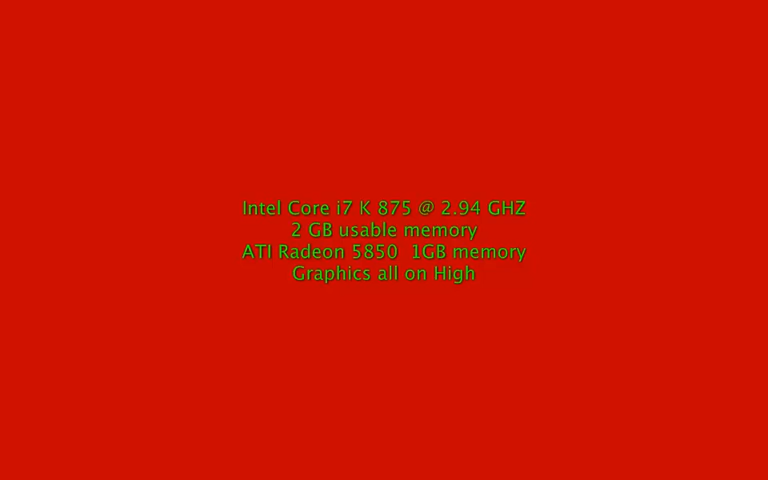 Intel Core i7 K 875 @ 2.94 GHZ
2 GB usable memory
ATI Radeon 5850  1GB memory
Graphics all on High